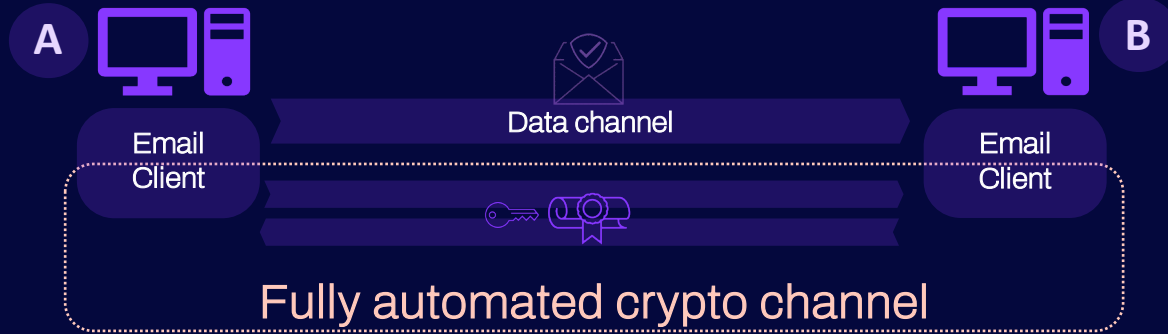 A
B
Data channel
Email
Client
Email
Client
Fully automated crypto channel